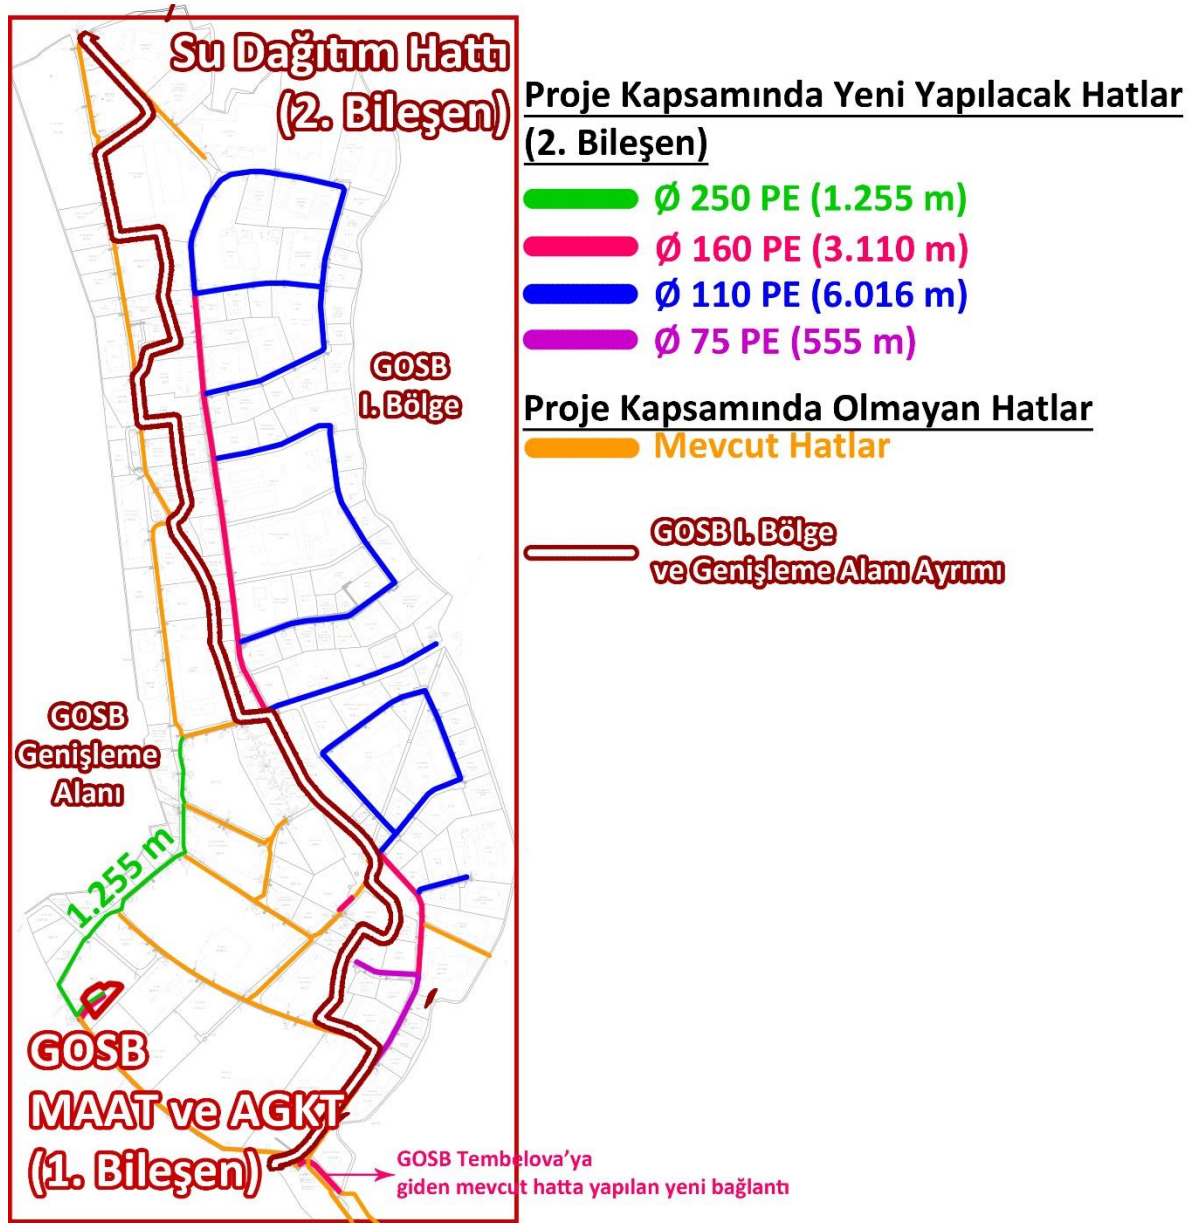 Su Dağıtım Hattı
(2. Bileşen)
Proje Kapsamında Yeni Yapılacak Hatlar
(2. Bileşen)
Ø 250 PE (1.255 m)
Ø 160 PE (3.110 m)
Ø 110 PE (6.016 m)
Ø 75 PE (555 m)
Proje Kapsamında Olmayan Hatlar
Mevcut Hatlar
GOSB I. Bölge
ve Genişleme Alanı Ayrımı
GOSB
I. Bölge
GOSB
Genişleme
Alanı
1.255 m
GOSB
MAAT ve AGKT
(1. Bileşen)
GOSB Tembelova'ya
giden mevcut hatta yapılan yeni bağlantı